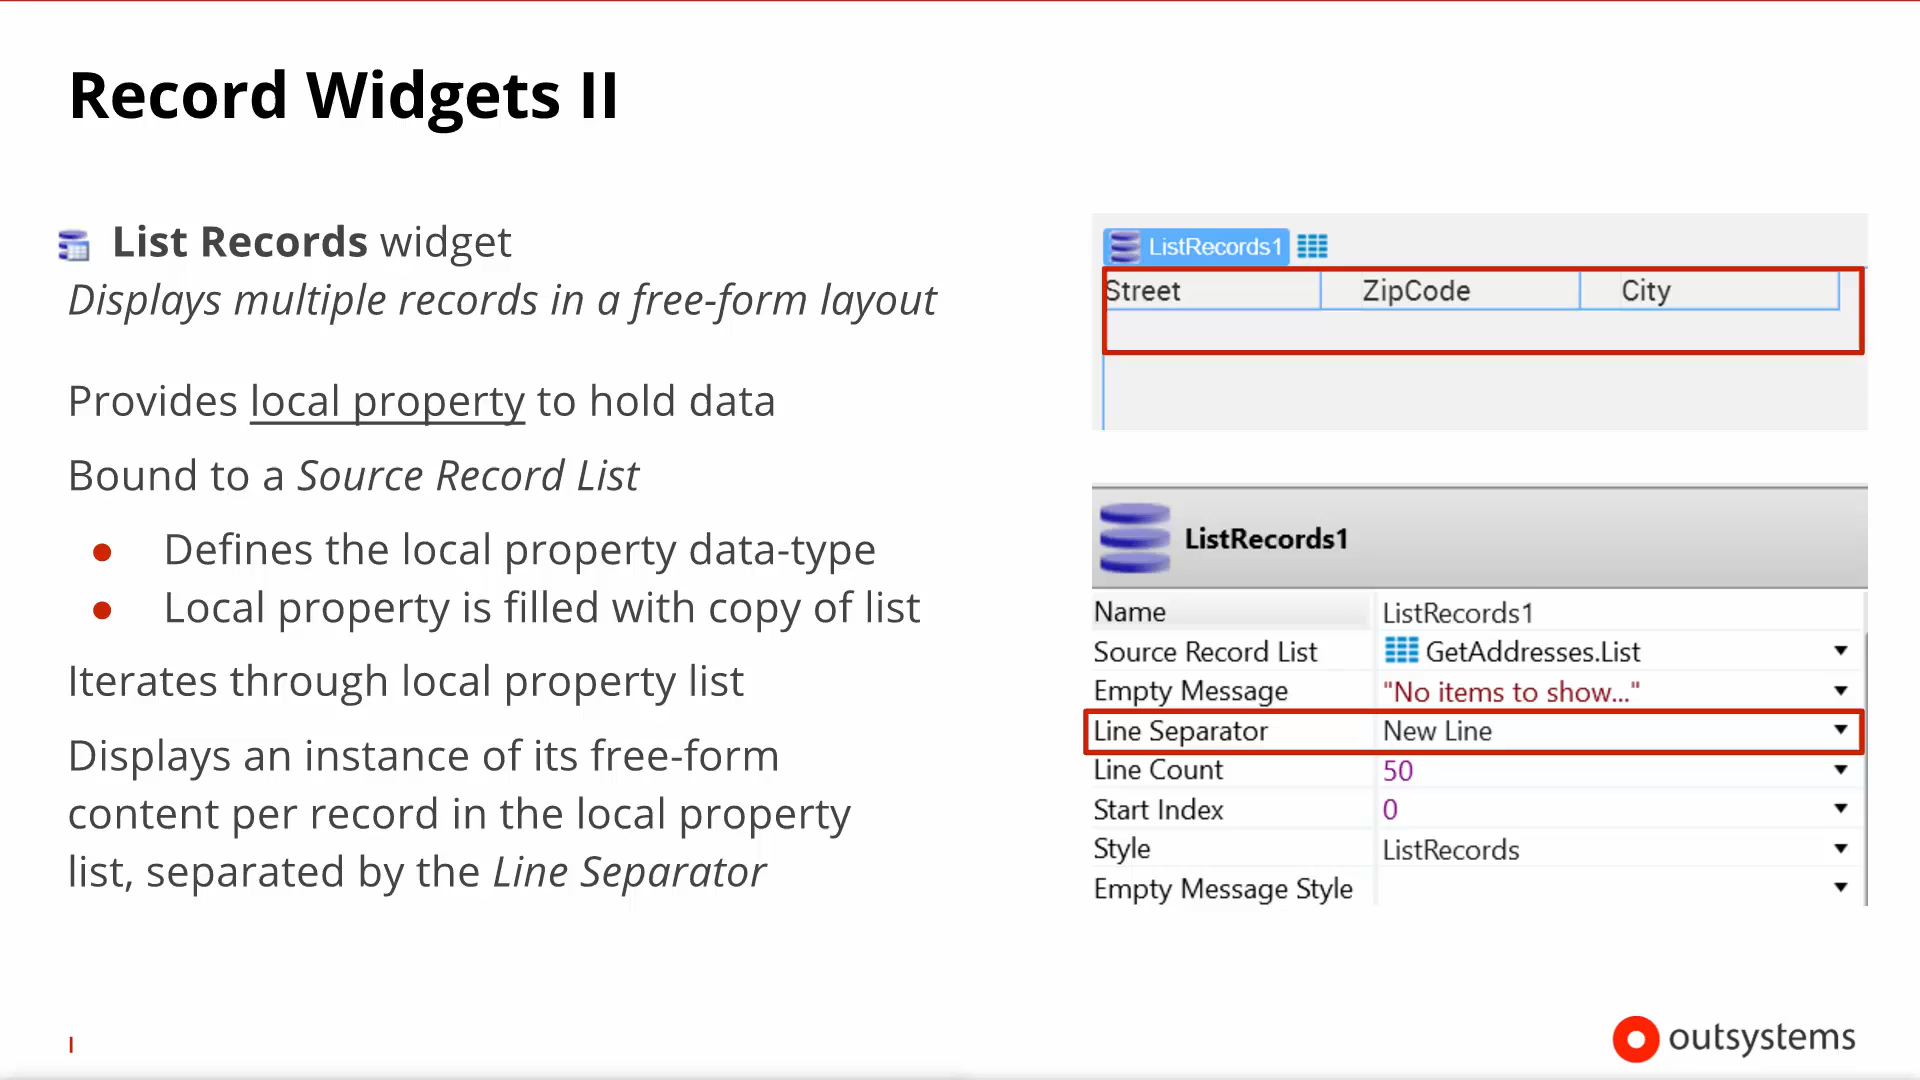 Record Widgets II
List Records widget
Displays multiple records in a free-form layout
Provides local property to hold data
Bound to a Source Record List
● Defines the local property data-type
● Local property is filled with copy of list
Iterates through local property list
Displays an instance of its free-form
content per record in the local property
list, separated by the Line Separator
ListRecords1
Street ZipCode City
ListRecords1
Name ListRecords1
Source Record List GetAddresses.List
Empty Message "No items to show..."
Line Separator New Line
Line Count 50
Start Index 0
Style ListRecords
Empty Message Style
I
outsystems